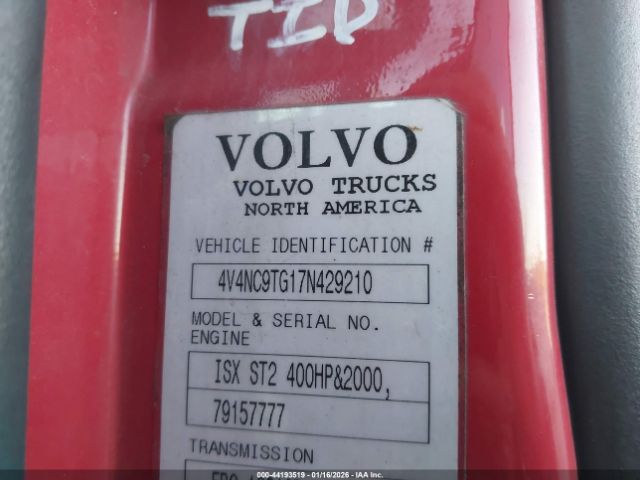 TID
VOLVO
VOLVO TRUCKS
NORTH AMERICA
VEHICLE IDENTIFICATION #
4V4NC9TG17N429210
MODEL & SERIAL NO.
ENGINE
ISX ST2 400HP&2000,
79157777
TRANSMISSION
000-44193519 - 01/16/2026 - IAA, Inc.